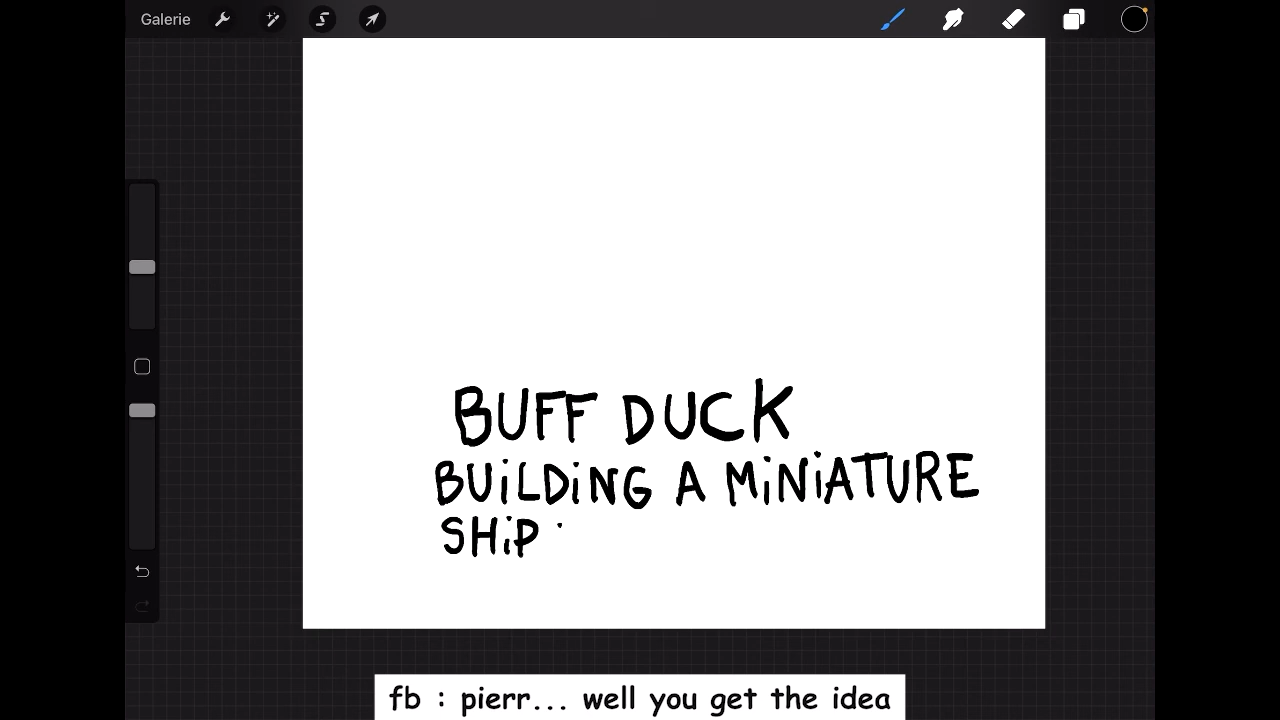 Galerie
BUFF DUCK
BUiLDiNG A MiNiATURE
SHiP
fb : pierr... well you get the idea